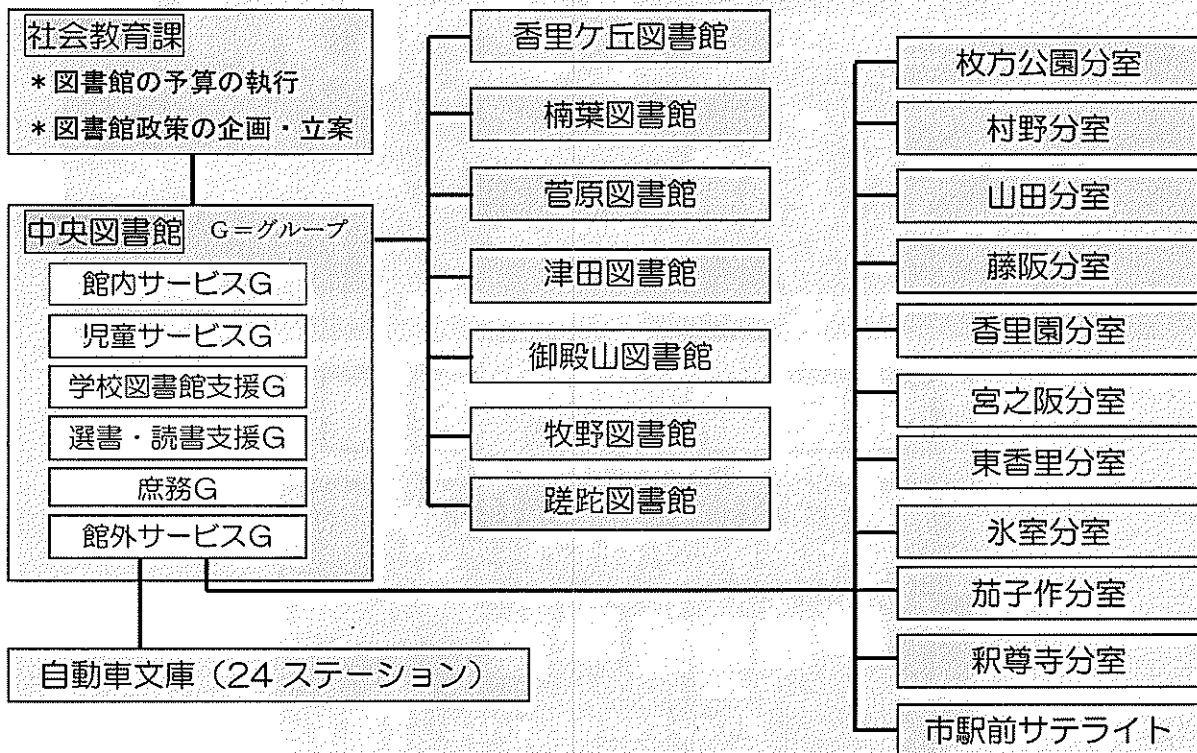 社会教育課
*図書館の予算の執行
*図書館政策の企画・立案
中央図書館 G=グループ
館内サービスG
児童サービスG
学校図書館支援G
選書・読書支援G
庶務G
館外サービスG
自動車文庫(24ステーション)
香里ケ丘図書館
楠葉図書館
菅原図書館
津田図書館
御殿山図書館
牧野図書館
蹉跎図書館
枚方公園分室
村野分室
山田分室
藤阪分室
香里園分室
宮之阪分室
東香里分室
氷室分室
茄子作分室
釈尊寺分室
市駅前サテライト